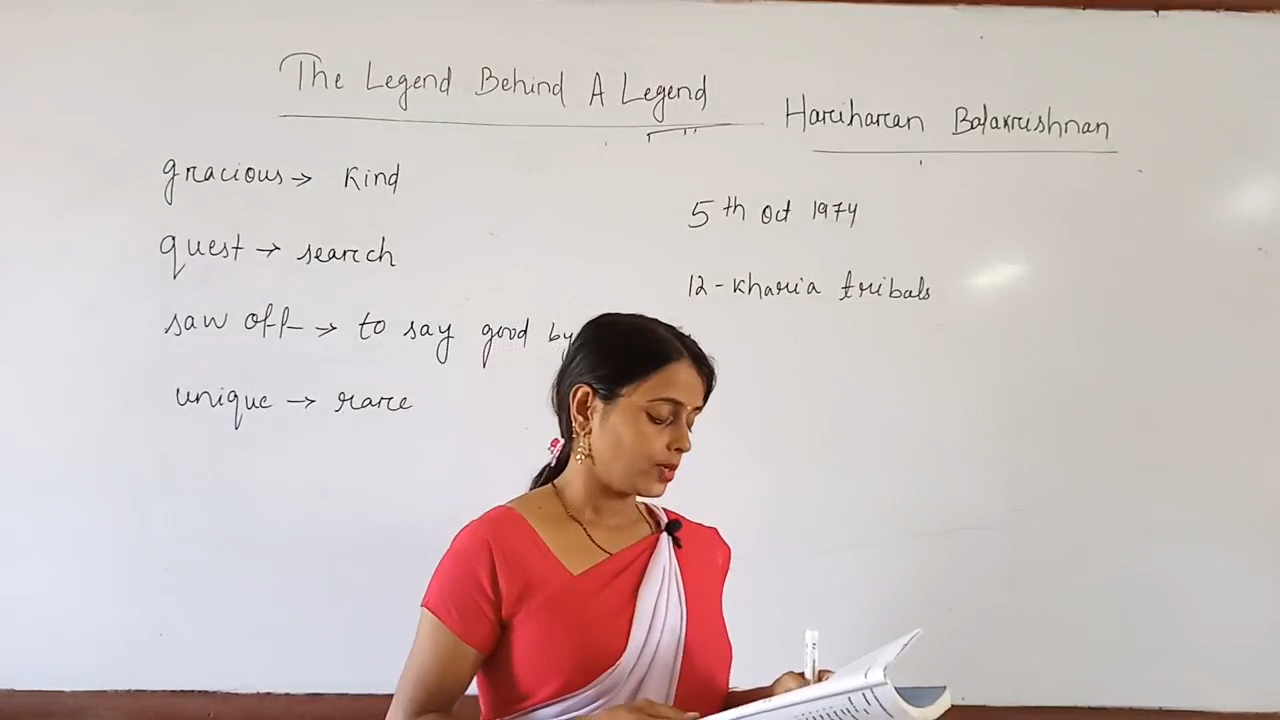 The Legend Behind A Legend
Hariharan Balakrishnan
gracious → kind
quest → search
saw off → to say good by
unique → rare
5th Oct 1974
12 - kharia tribals